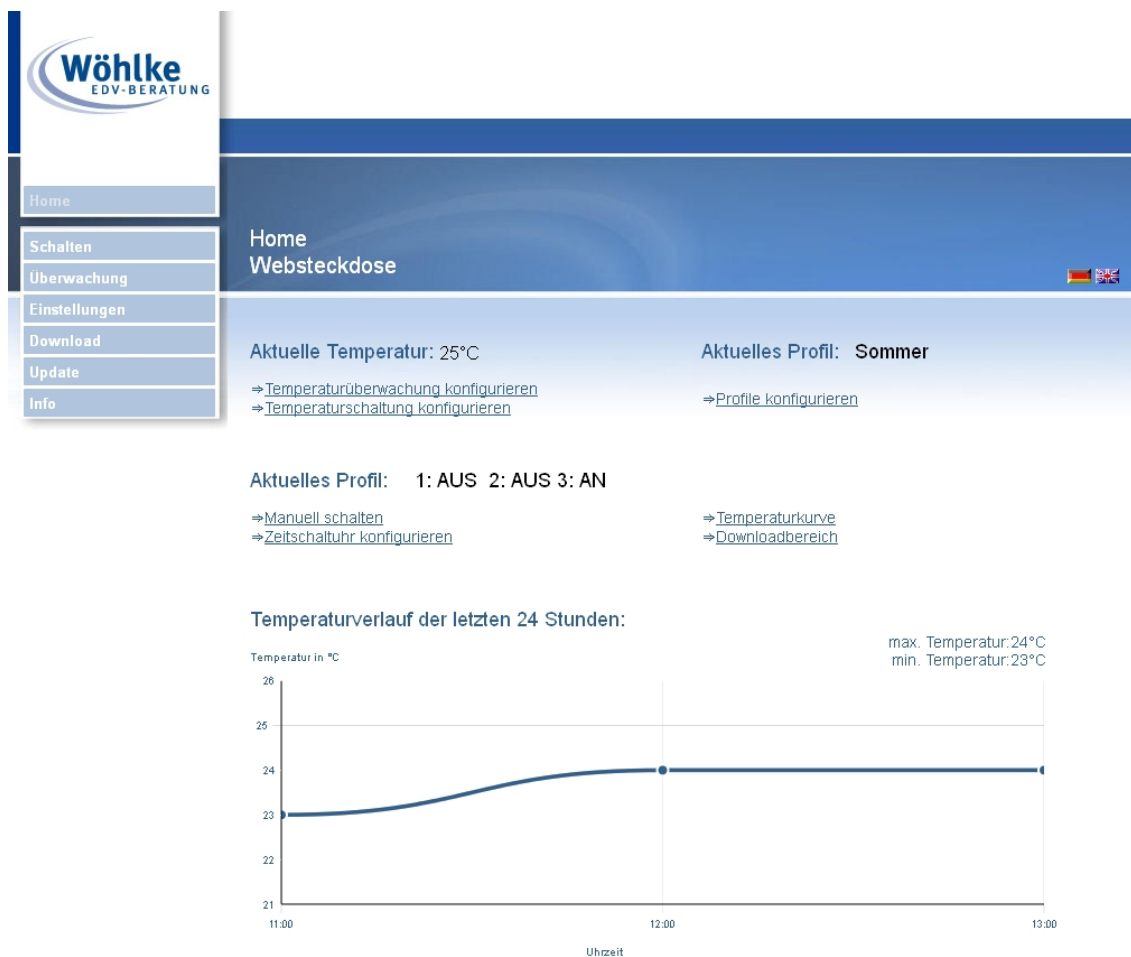 Wöhlke
EDV-BERATUNG
Home
Schalten
Überwachung
Einstellungen
Download
Update
Info
Home
Websteckdose
Aktuelle Temperatur: 25°C
Aktuelles Profil: Sommer
⇒Temperaturüberwachung konfigurieren
⇒Temperaturschaltung konfigurieren
⇒Profile konfigurieren
Aktuelles Profil: 1: AUS 2: AUS 3: AN
⇒Manuell schalten
⇒Zeitschaltuhr konfigurieren
⇒Temperaturkurve
⇒Downloadbereich
Temperaturverlauf der letzten 24 Stunden:
max. Temperatur:24°C
min. Temperatur:23°C
Temperatur in °C
26
25
24
23
22
21
11:00 12:00 13:00
Uhrzeit